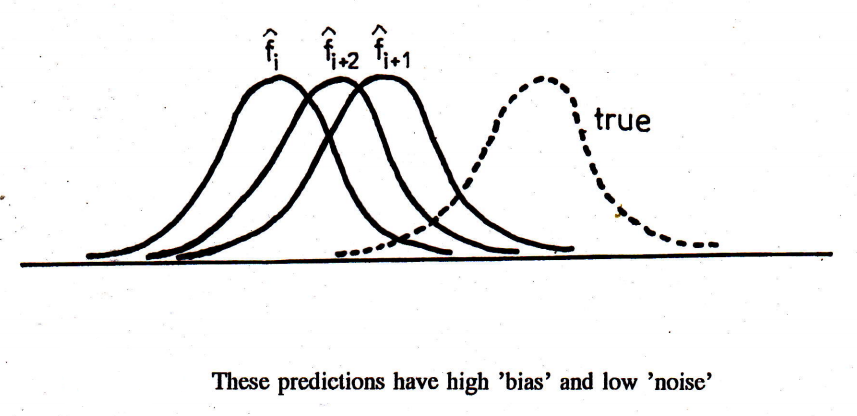 f̂i f̂i+2 f̂i+1
true
These predictions have high 'bias' and low 'noise'